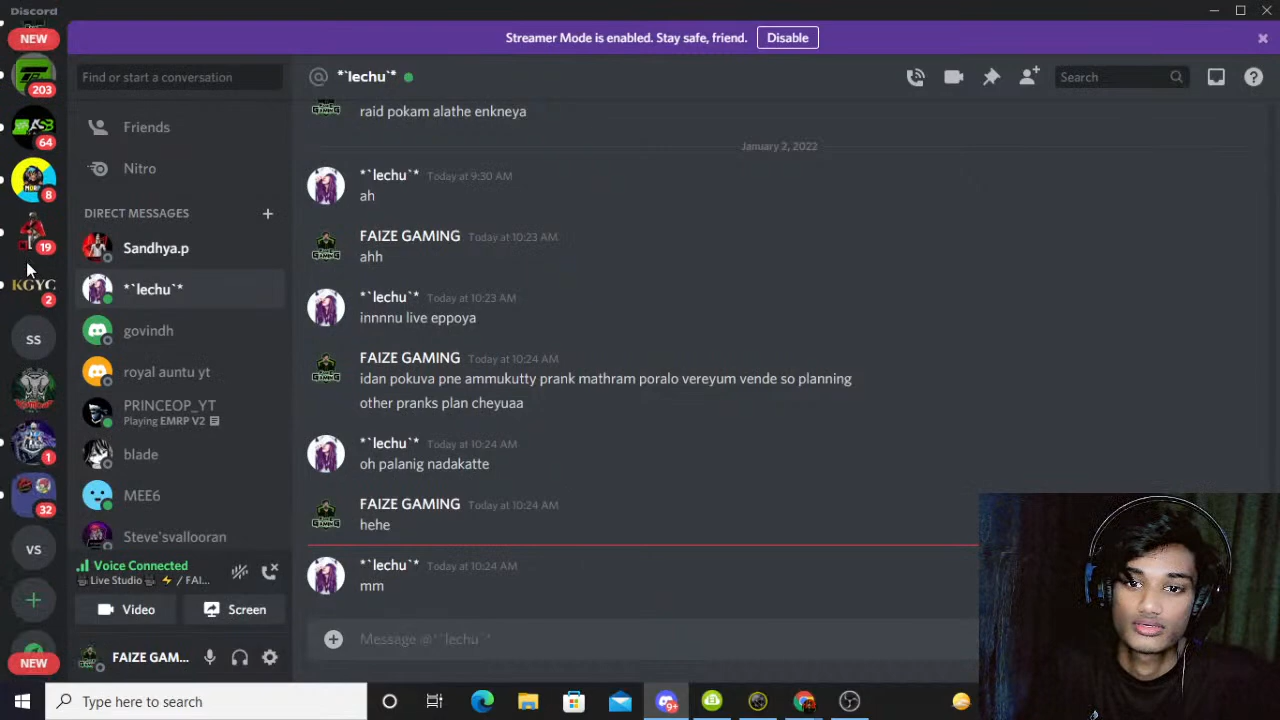 Discord
Streamer Mode is enabled. Stay safe, friend.
Disable
NEW
203
64
8
19
KGYC
2
SS
1
32
VS
NEW
Find or start a conversation
Friends
Nitro
DIRECT MESSAGES
Sandhya.p
*`lechu`*
govindh
royal auntu yt
PRINCEOP_YT
Playing EMRP V2
blade
MEE6
Steve'svallooran
Voice Connected
Live Studio / FAI...
Video
Screen
FAIZE GAM...
@ *`lechu`*
Search
raid pokam alathe enkneya
January 2, 2022
*`lechu`* Today at 9:30 AM
ah
FAIZE GAMING Today at 10:23 AM
ahh
*`lechu`* Today at 10:23 AM
innnnu live eppoya
FAIZE GAMING Today at 10:24 AM
idan pokuva pne ammukutty prank mathram poralo vereyum vende so planning
other pranks plan cheyuaa
*`lechu`* Today at 10:24 AM
oh palanig nadakatte
FAIZE GAMING Today at 10:24 AM
hehe
*`lechu`* Today at 10:24 AM
mm
Message @*`lechu`*
Type here to search
9+